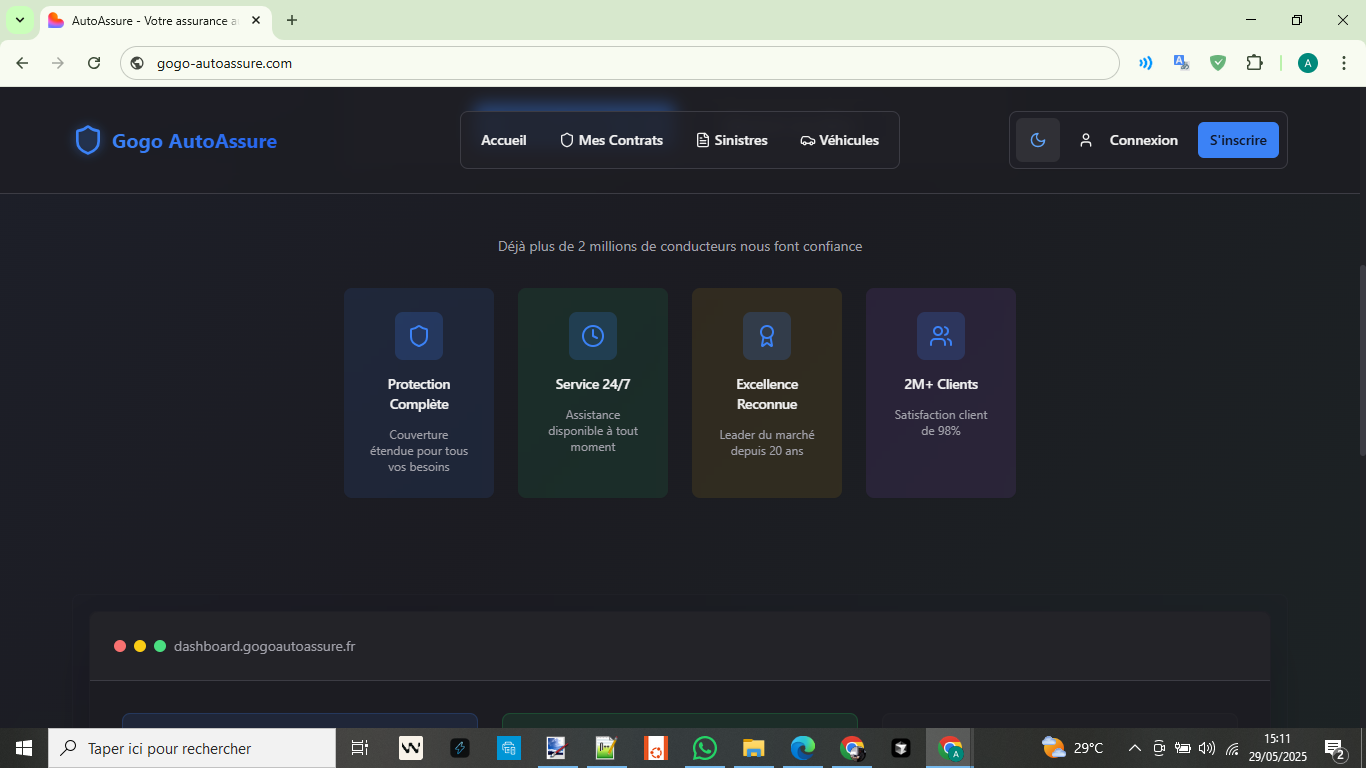 AutoAssure - Votre assurance a
gogo-autoassure.com
A
Gogo AutoAssure
Accueil
Mes Contrats
Sinistres
Véhicules
Connexion
S'inscrire
Déjà plus de 2 millions de conducteurs nous font confiance
Protection
Complète
Couverture
étendue pour tous
vos besoins
Service 24/7
Assistance
disponible à tout
moment
Excellence
Reconnue
Leader du marché
depuis 20 ans
2M+ Clients
Satisfaction client
de 98%
dashboard.gogoautoassure.fr
Taper ici pour rechercher
W
A
29°C
15:11
29/05/2025
2